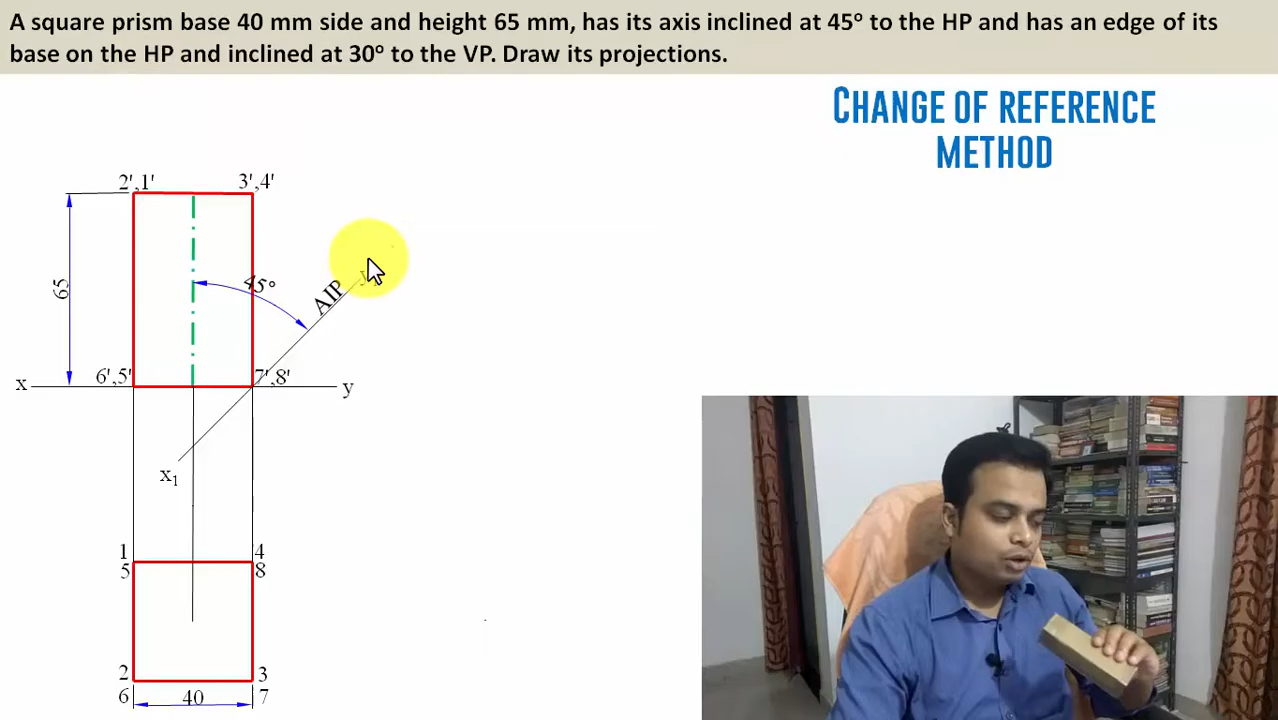 A square prism base 40 mm side and height 65 mm, has its axis inclined at 45º to the HP and has an edge of its
base on the HP and inclined at 30º to the VP. Draw its projections.
CHANGE OF REFERENCE
METHOD
2',1' 3',4'
65
45°
AIP
6',5' 7',8'
x y
x₁
1 4
5 8
2 3
6 40 7